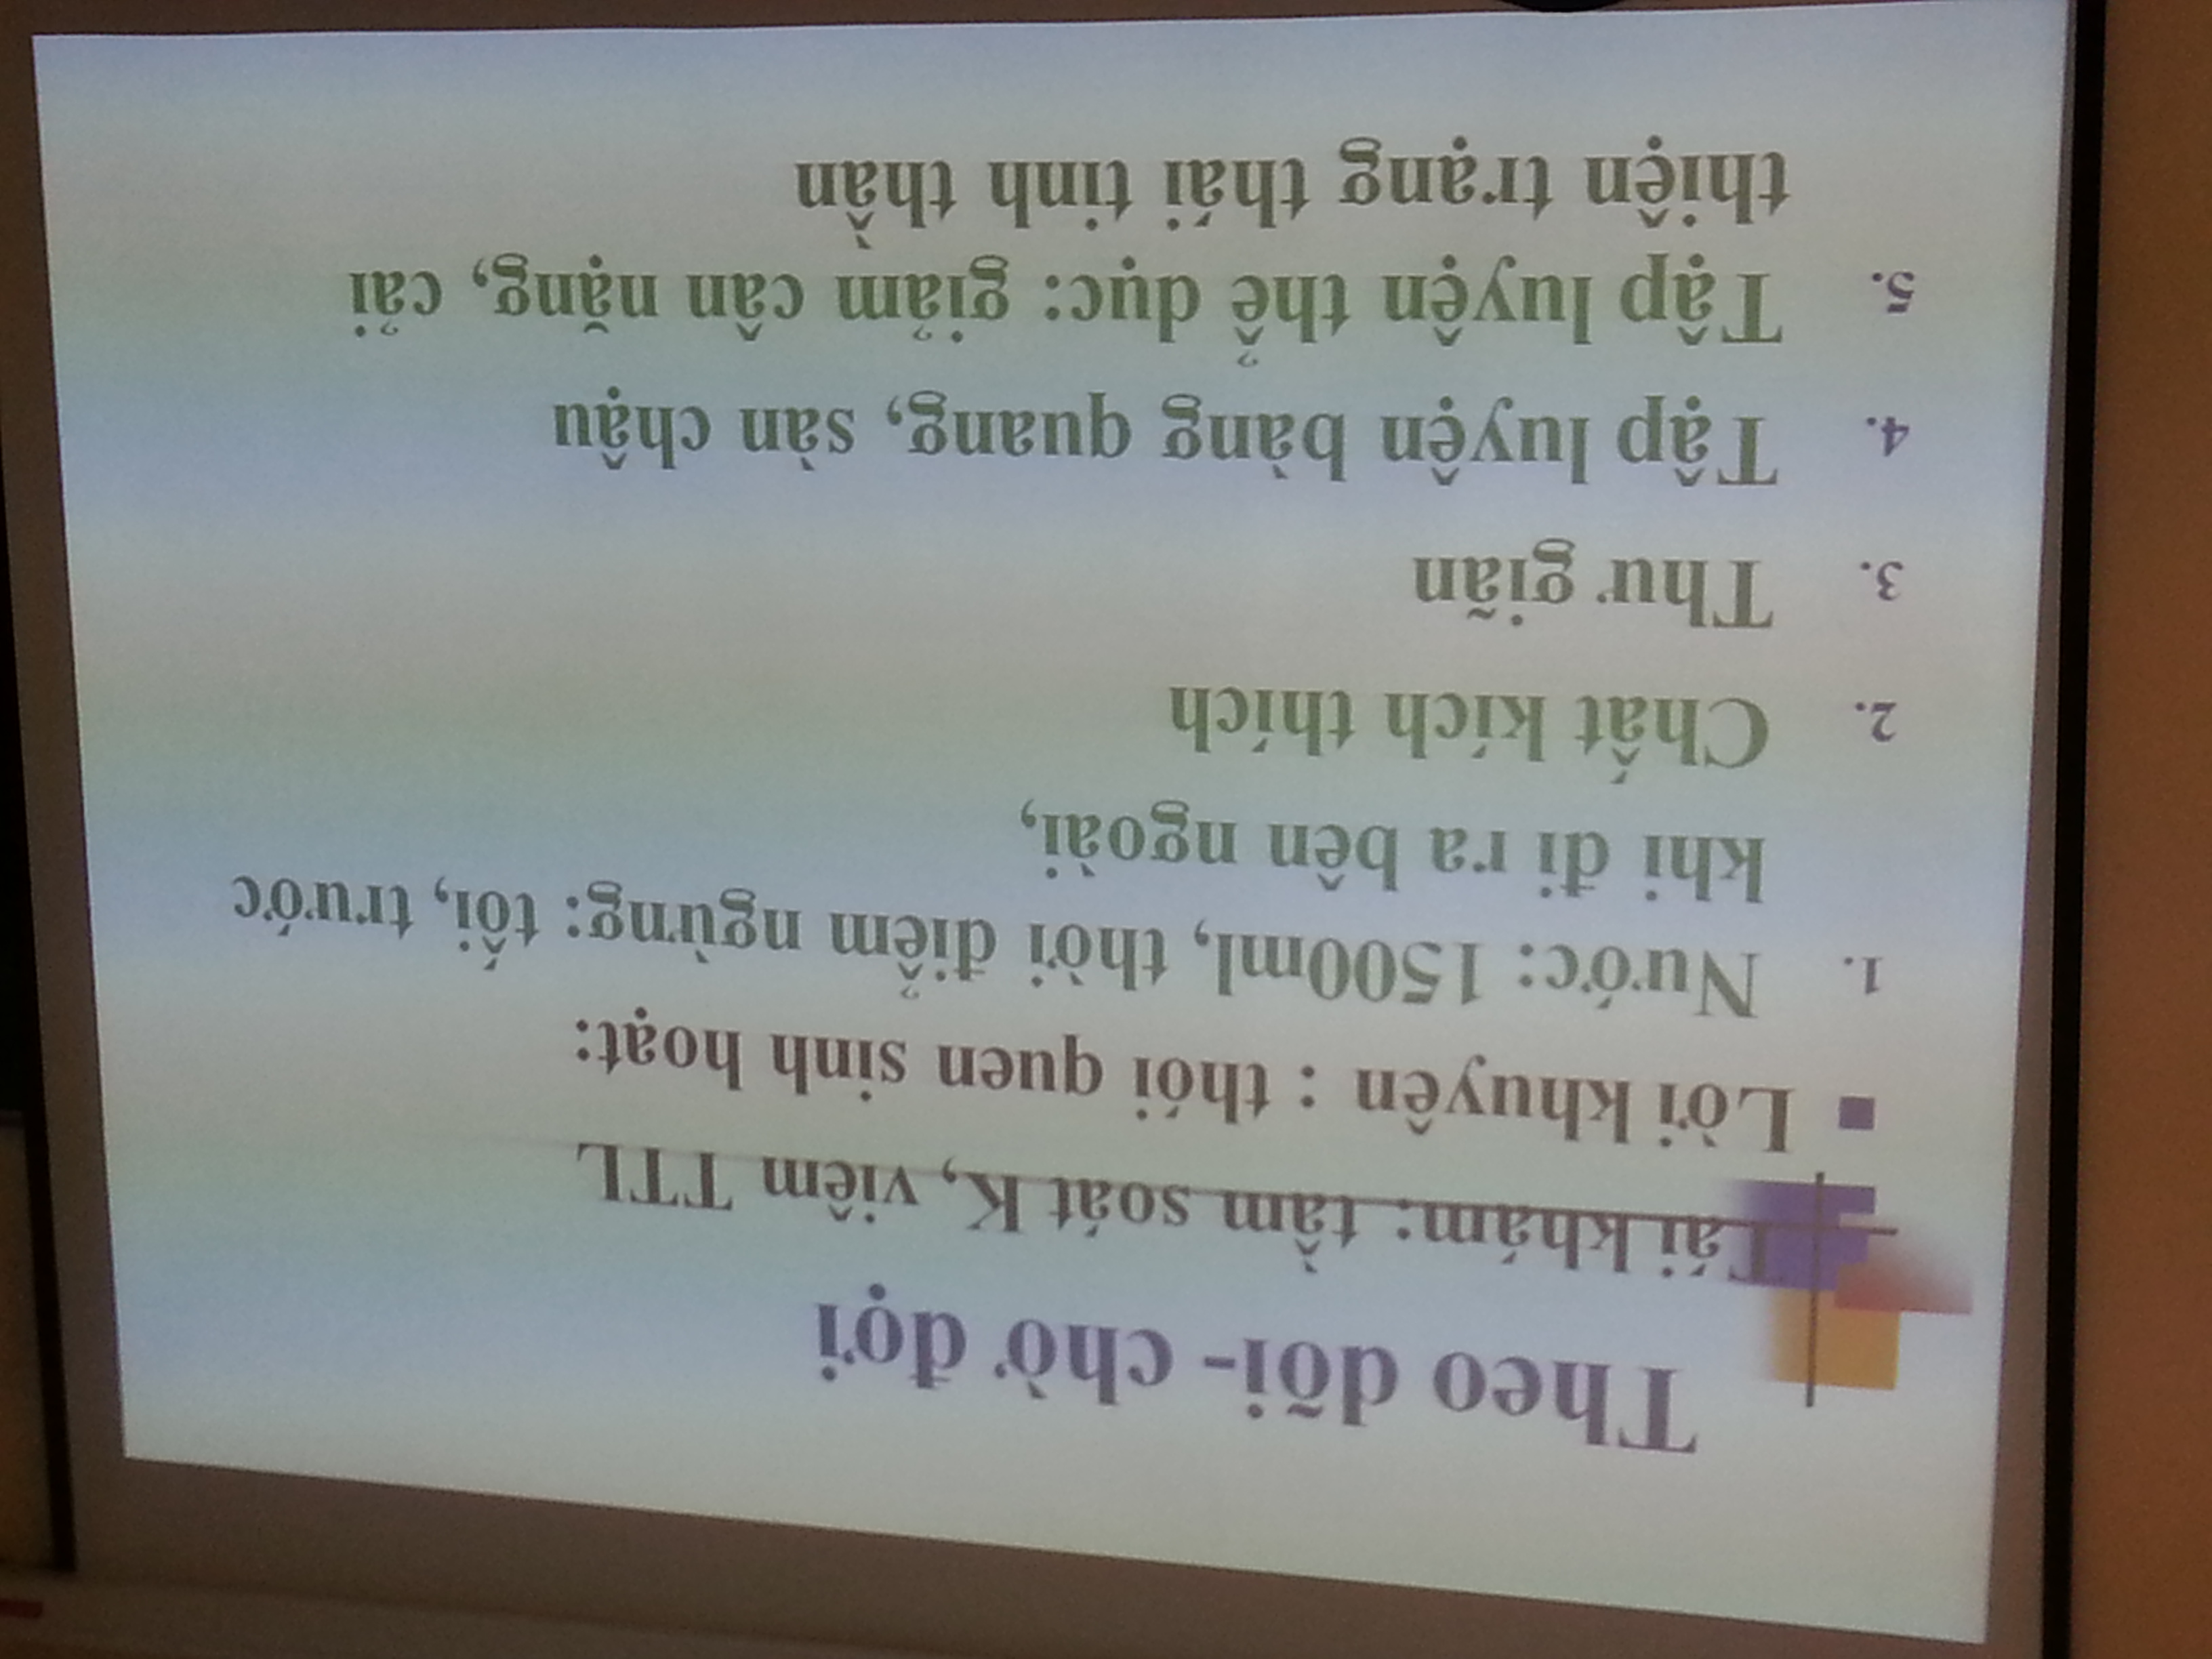 Theo dõi- chờ đợi
Tái khám: tầm soát K, viêm TTL
Lời khuyên : thói quen sinh hoạt:
1. Nước: 1500ml, thời điểm ngừng: tối, trước
khi đi ra bên ngoài,
2. Chất kích thích
3. Thư giãn
4. Tập luyện bàng quang, sàn chậu
5. Tập luyện thể dục: giảm cân nặng, cải
thiện trạng thái tinh thần